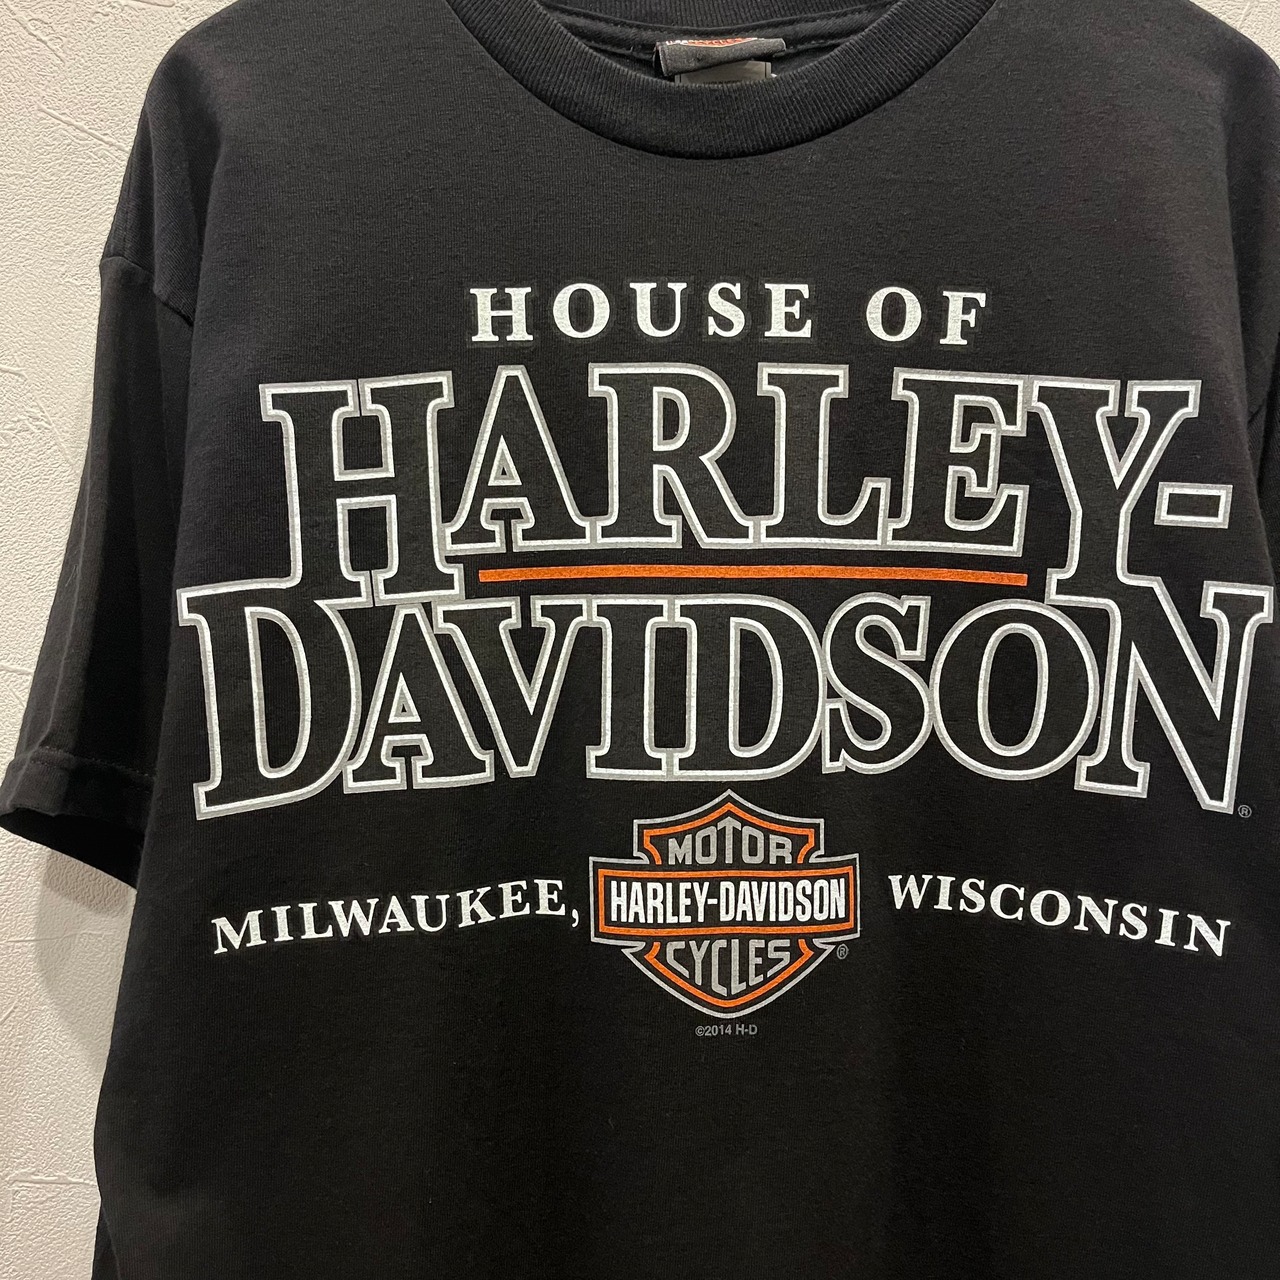 HOUSE OF
HARLEY-
DAVIDSON®
MILWAUKEE, WISCONSIN
MOTOR
HARLEY-DAVIDSON
CYCLES®
©2014 H-D